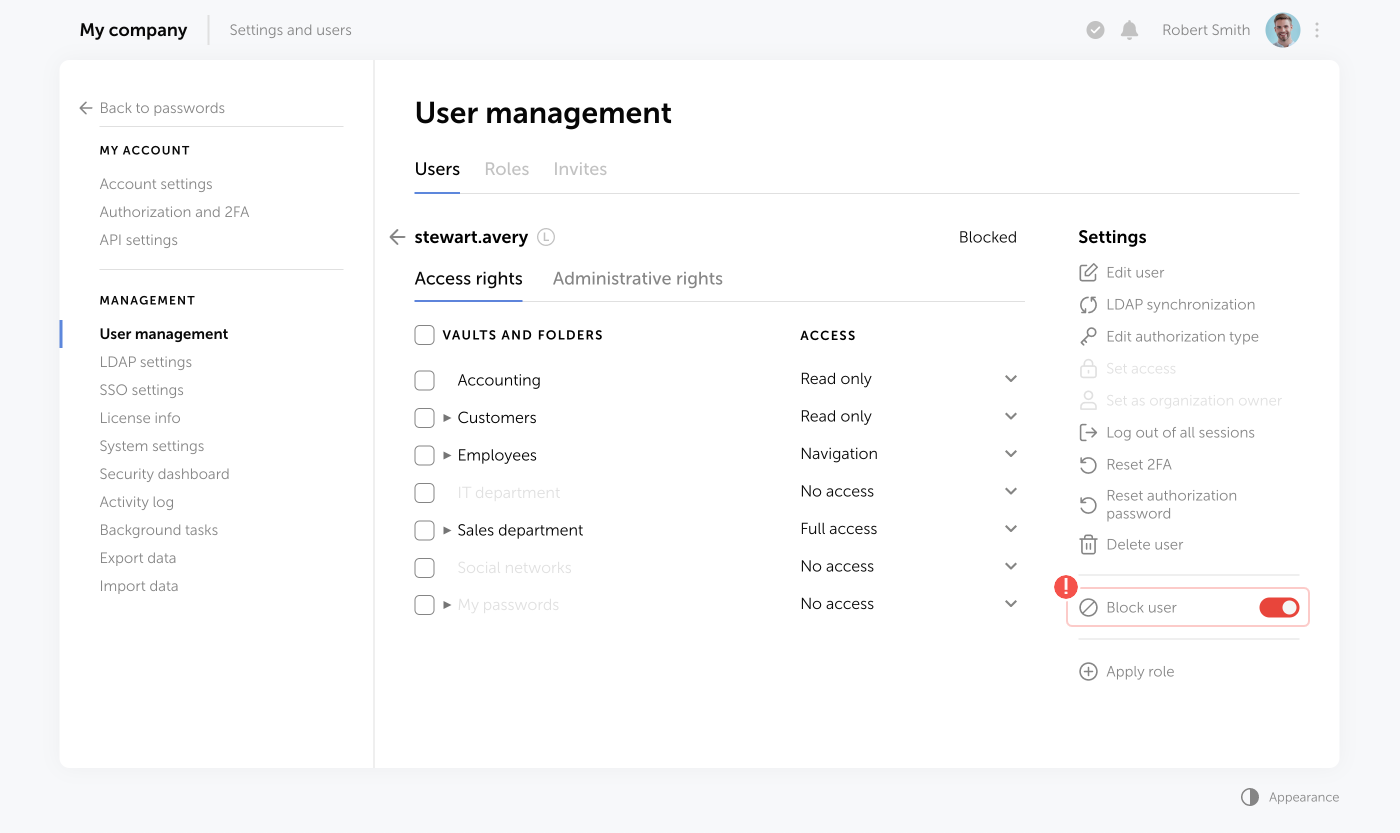 My company
Settings and users
Robert Smith
Back to passwords
MY ACCOUNT
Account settings
Authorization and 2FA
API settings
MANAGEMENT
User management
LDAP settings
SSO settings
License info
System settings
Security dashboard
Activity log
Background tasks
Export data
Import data
User management
Users Roles Invites
stewart.avery L Blocked
Access rights Administrative rights
VAULTS AND FOLDERS ACCESS
Accounting Read only
Customers Read only
Employees Navigation
IT department No access
Sales department Full access
Social networks No access
My passwords No access
Settings
Edit user
LDAP synchronization
Edit authorization type
Set access
Set as organization owner
Log out of all sessions
Reset 2FA
Reset authorization
password
Delete user
!
Block user
Apply role
Appearance